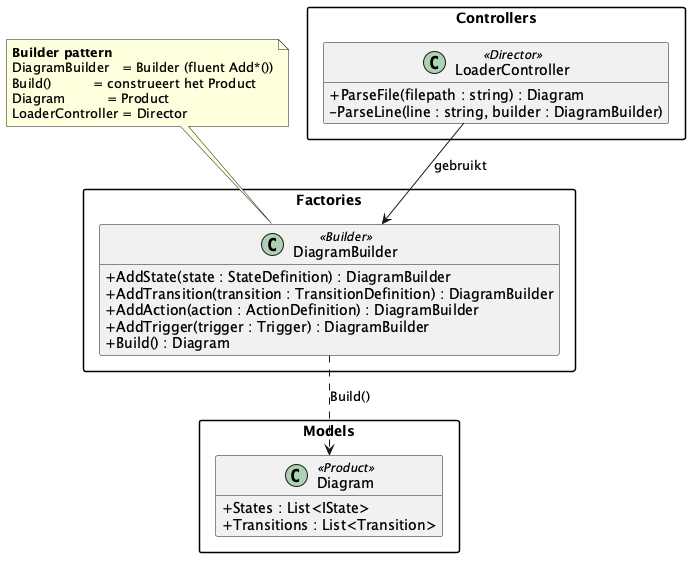 Builder pattern
DiagramBuilder = Builder (fluent Add*())
Build() = construeert het Product
Diagram = Product
LoaderController = Director
Controllers
C
«Director»
LoaderController
+ParseFile(filepath : string) : Diagram
-ParseLine(line : string, builder : DiagramBuilder)
gebruikt
Factories
C
«Builder»
DiagramBuilder
+AddState(state : StateDefinition) : DiagramBuilder
+AddTransition(transition : TransitionDefinition) : DiagramBuilder
+AddAction(action : ActionDefinition) : DiagramBuilder
+AddTrigger(trigger : Trigger) : DiagramBuilder
+Build() : Diagram
Build()
Models
C
«Product»
Diagram
+States : List<IState>
+Transitions : List<Transition>